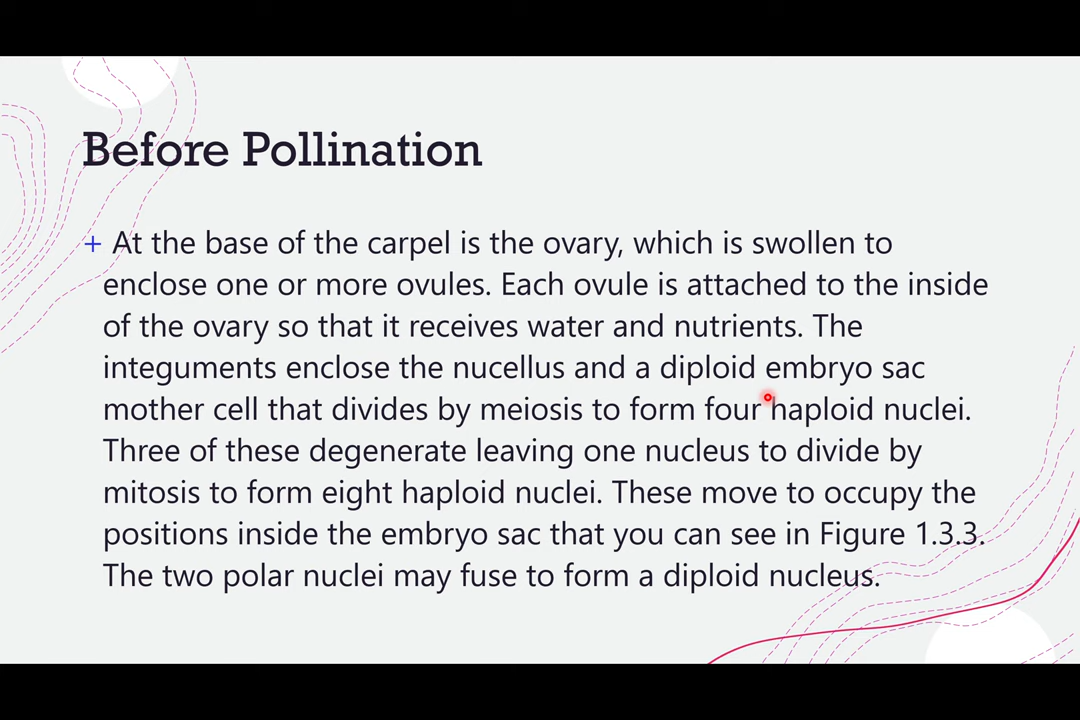 Before Pollination
+ At the base of the carpel is the ovary, which is swollen to
enclose one or more ovules. Each ovule is attached to the inside
of the ovary so that it receives water and nutrients. The
integuments enclose the nucellus and a diploid embryo sac
mother cell that divides by meiosis to form four haploid nuclei.
Three of these degenerate leaving one nucleus to divide by
mitosis to form eight haploid nuclei. These move to occupy the
positions inside the embryo sac that you can see in Figure 1.3.3.
The two polar nuclei may fuse to form a diploid nucleus.